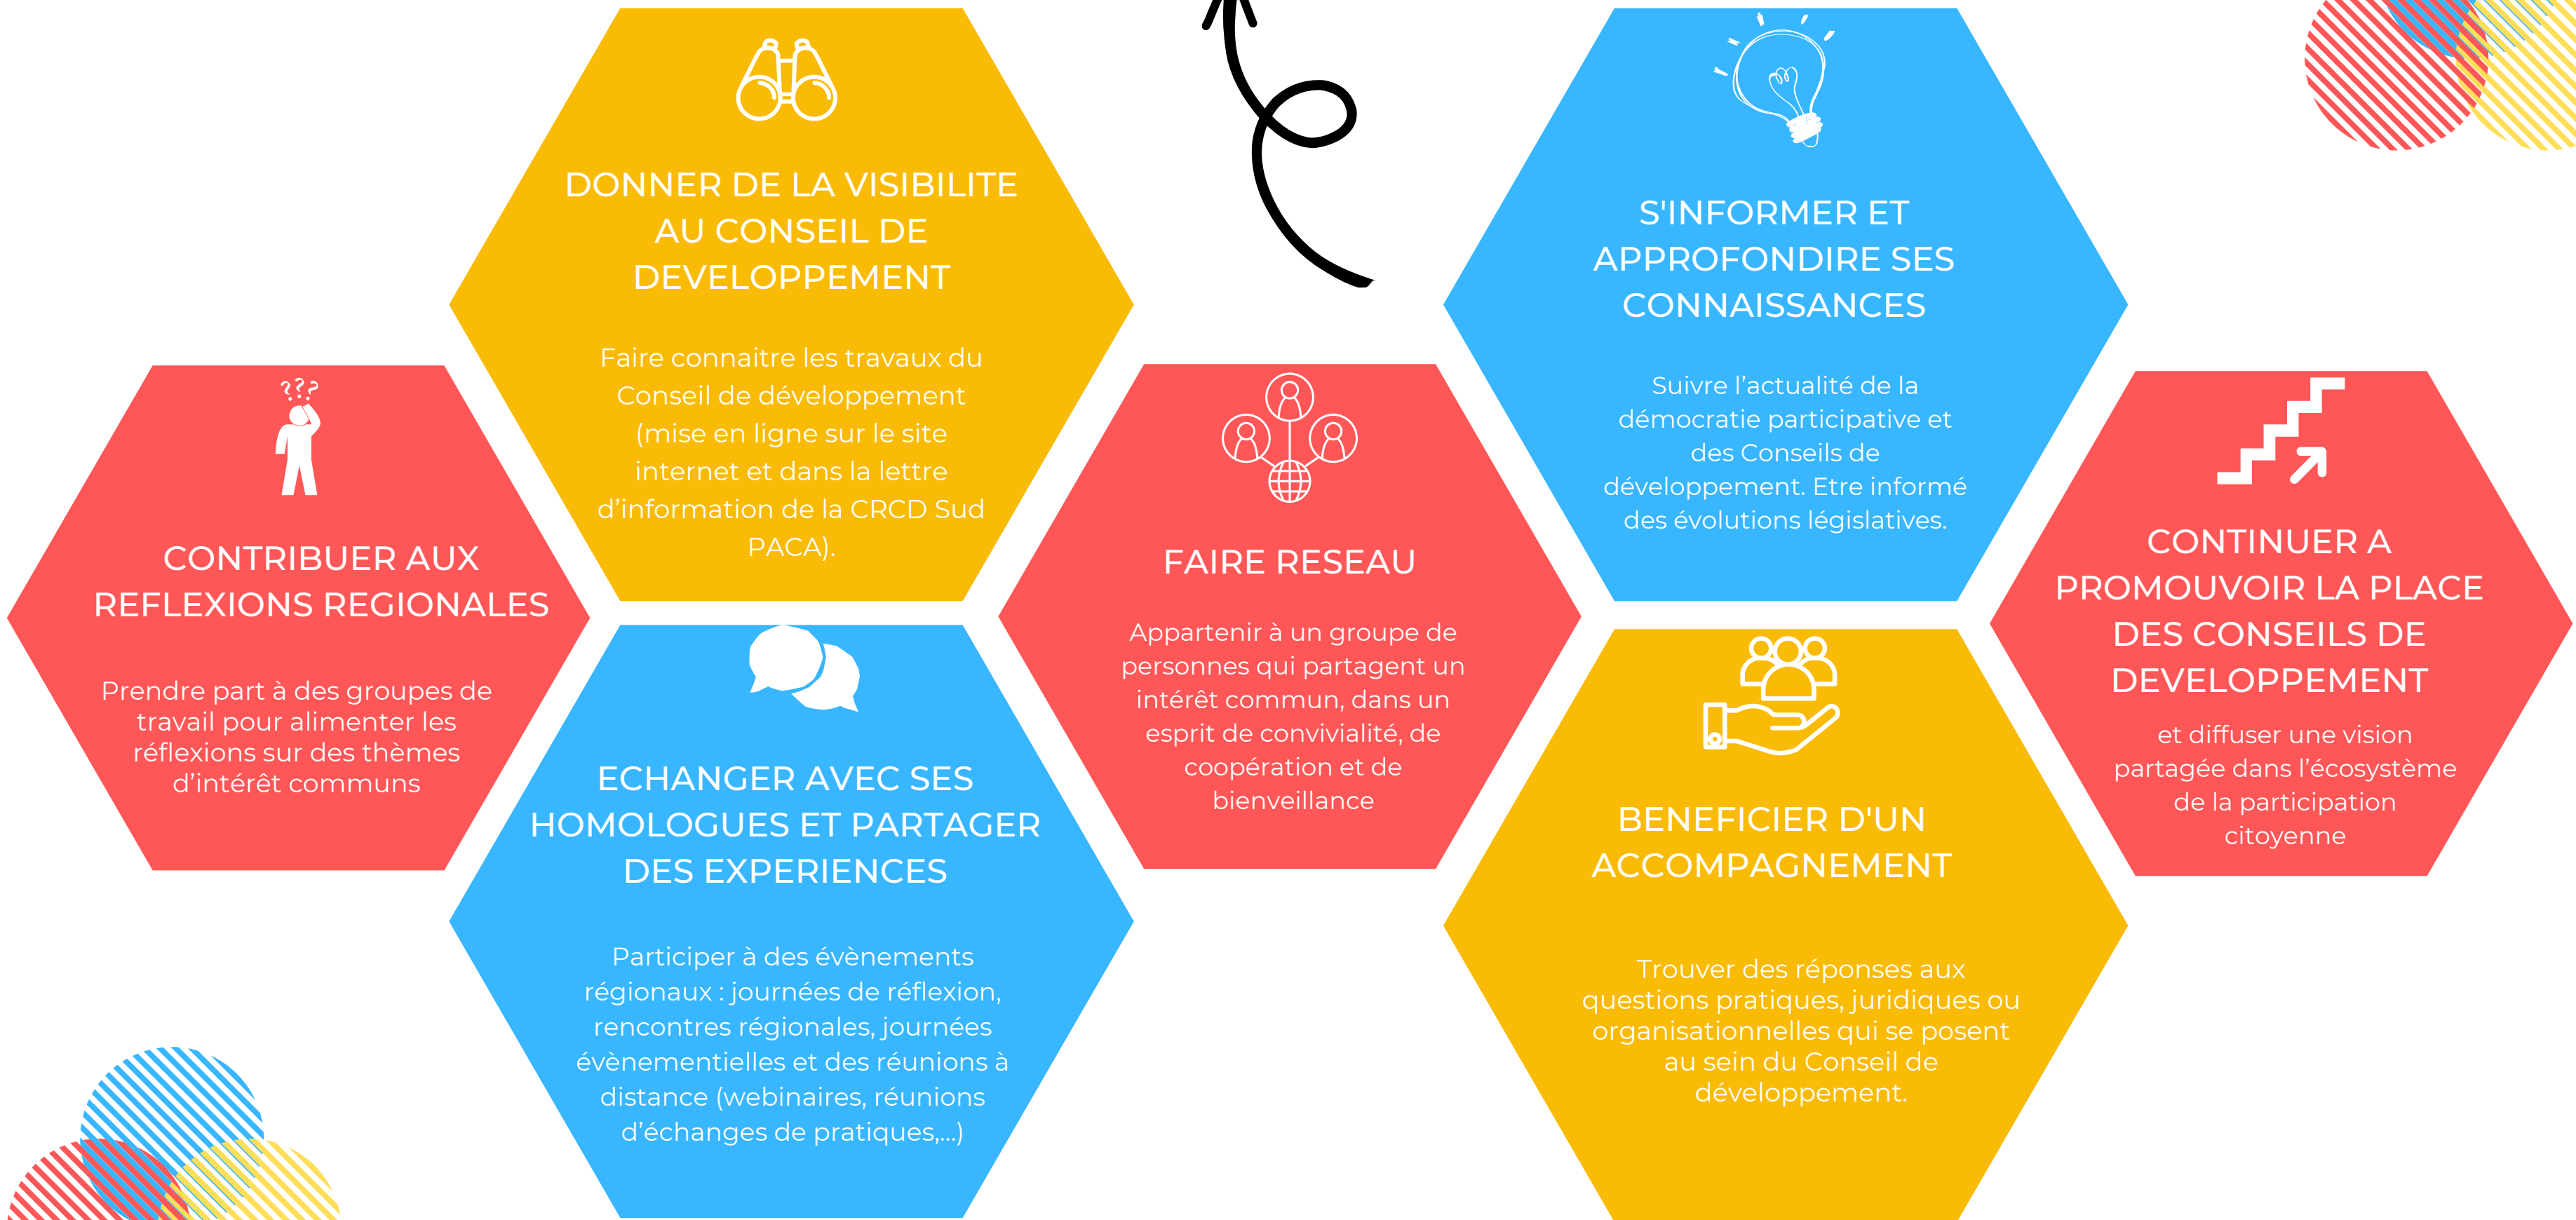 DONNER DE LA VISIBILITE
AU CONSEIL DE
DEVELOPPEMENT
Faire connaitre les travaux du
Conseil de développement
(mise en ligne sur le site
internet et dans la lettre
d’information de la CRCD Sud
PACA).
S'INFORMER ET
APPROFONDIRE SES
CONNAISSANCES
Suivre l’actualité de la
démocratie participative et
des Conseils de
développement. Etre informé
des évolutions législatives.
CONTRIBUER AUX
REFLEXIONS REGIONALES
Prendre part à des groupes de
travail pour alimenter les
réflexions sur des thèmes
d’intérêt communs
FAIRE RESEAU
Appartenir à un groupe de
personnes qui partagent un
intérêt commun, dans un
esprit de convivialité, de
coopération et de
bienveillance
CONTINUER A
PROMOUVOIR LA PLACE
DES CONSEILS DE
DEVELOPPEMENT
et diffuser une vision
partagée dans l’écosystème
de la participation
citoyenne
ECHANGER AVEC SES
HOMOLOGUES ET PARTAGER
DES EXPERIENCES
Participer à des évènements
régionaux : journées de réflexion,
rencontres régionales, journées
évènementielles et des réunions à
distance (webinaires, réunions
d’échanges de pratiques,...)
BENEFICIER D'UN
ACCOMPAGNEMENT
Trouver des réponses aux
questions pratiques, juridiques ou
organisationnelles qui se posent
au sein du Conseil de
développement.